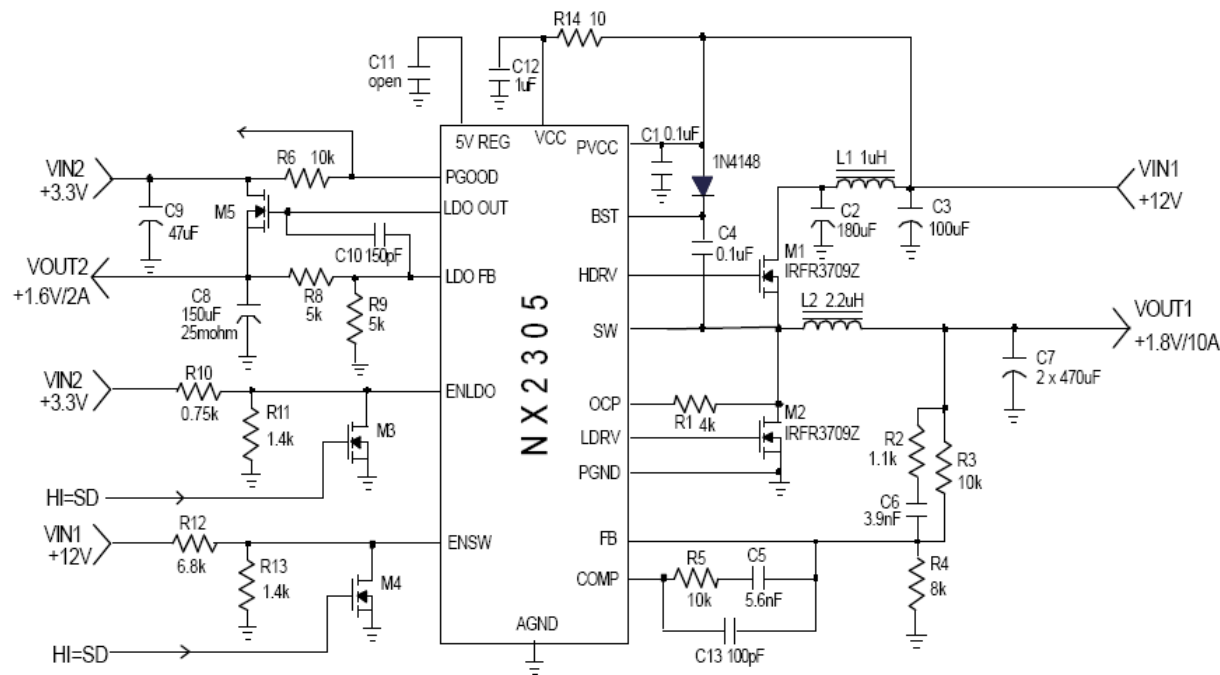 R14 10
C11
open
C12
1uF
5V REG
VCC
PVCC
C1 0.1uF
1N4148
L1 1uH
VIN1
+12V
VIN2
+3.3V
R6 10k
PGOOD
C9
47uF
M5
LDO OUT
BST
C4
0.1uF
C2
180uF
C3
100uF
C10 150pF
HDRV
M1
IRFR3709Z
VOUT2
+1.6V/2A
R8
5k
LDO FB
C8
150uF
25mohm
R9
5k
NX2305
SW
L2 2.2uH
VOUT1
+1.8V/10A
C7
2 x 470uF
VIN2
+3.3V
R10
0.75k
ENLDO
R11
1.4k
M3
OCP
R1 4k
M2
IRFR3709Z
LDRV
PGND
R2
1.1k
R3
10k
HI=SD
C6
3.9nF
VIN1
+12V
R12
6.8k
ENSW
FB
R13
1.4k
M4
COMP
R5
10k
C5
5.6nF
R4
8k
AGND
C13 100pF
HI=SD